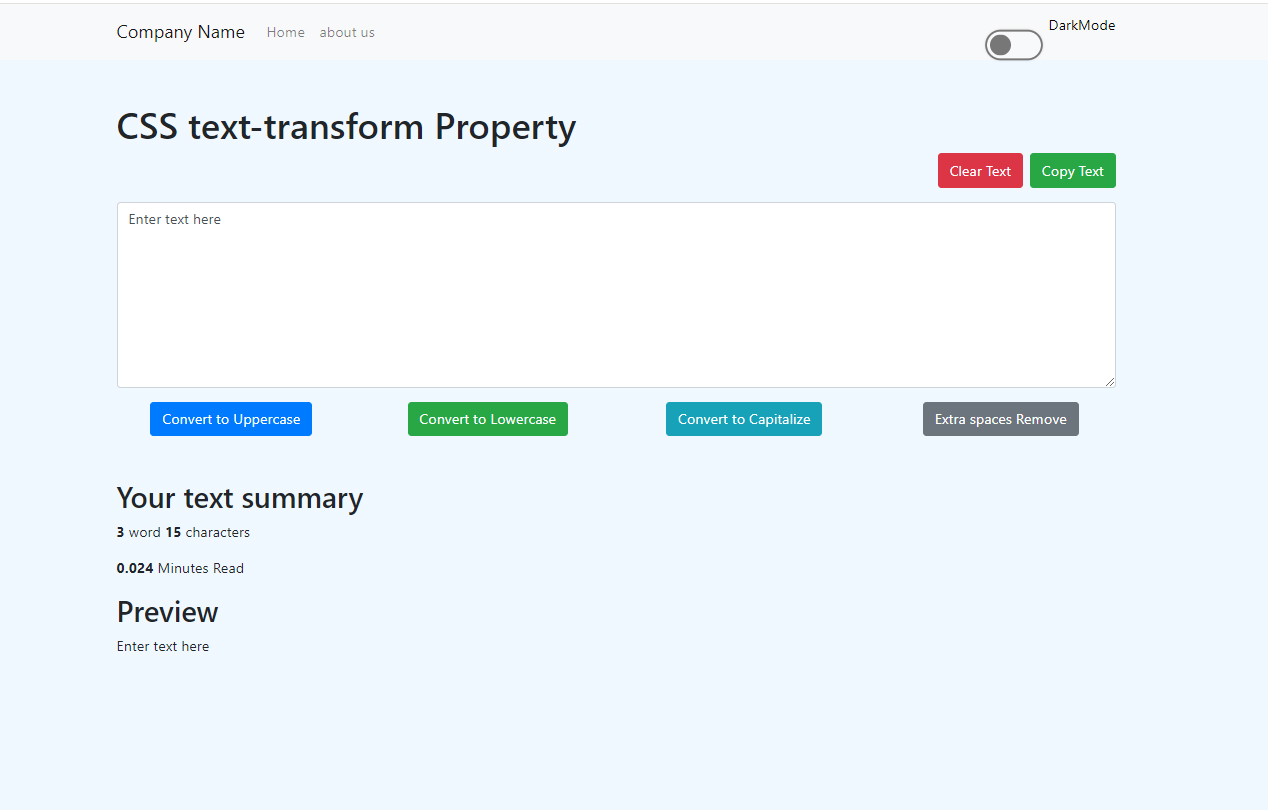 Company Name Home about us DarkMode
CSS text-transform Property
Clear Text Copy Text
Enter text here
Convert to Uppercase Convert to Lowercase Convert to Capitalize Extra spaces Remove
Your text summary
3 word 15 characters
0.024 Minutes Read
Preview
Enter text here